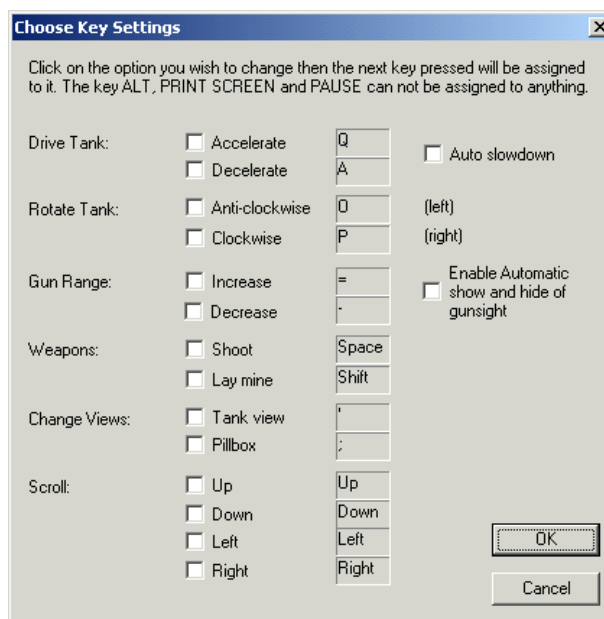 Choose Key Settings
Click on the option you wish to change then the next key pressed will be assigned
to it. The key ALT, PRINT SCREEN and PAUSE can not be assigned to anything.
Drive Tank:
Accelerate
Q
Decelerate
A
Auto slowdown
Rotate Tank:
Anti-clockwise
O
(left)
Clockwise
P
(right)
Gun Range:
Increase
=
Decrease
-
Enable Automatic
show and hide of
gunsight
Weapons:
Shoot
Space
Lay mine
Shift
Change Views:
Tank view
'
Pillbox
;
Scroll:
Up
Up
Down
Down
Left
Left
Right
Right
OK
Cancel